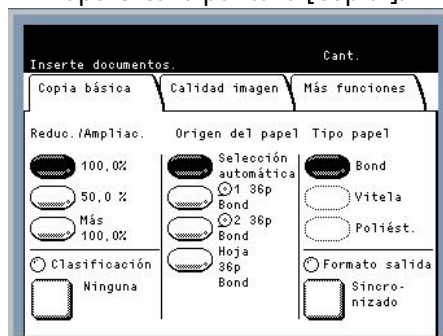 Inserte documentos.
Cant.
Copia básica
Calidad imagen
Más funciones
Reduc./Ampliac.
100,0%
50,0 %
Más
100,0%
Clasificación
Ninguna
Origen del papel
Selección
automática
1 36p
Bond
2 36p
Bond
Hoja
36p
Bond
Tipo papel
Bond
Vitela
Poliést.
Formato salida
Sincro-
nizado